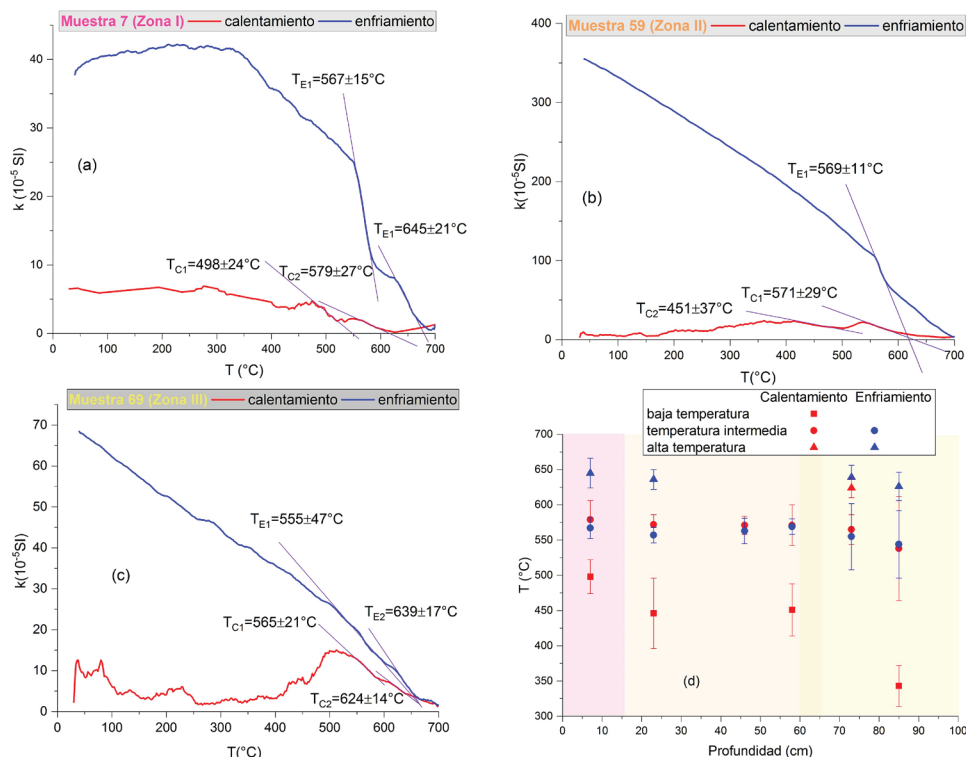 Muestra 7 (Zona I) calentamiento enfriamiento
k (10⁻⁵ SI)
40
30
20
10
0
(a)
T_E1=567±15°C
T_E1=645±21°C
T_C1=498±24°C
T_C2=579±27°C
0 100 200 300 400 500 600 700
T (°C)
Muestra 59 (Zona II) calentamiento enfriamiento
k(10⁻⁵SI)
400
300
200
100
0
(b)
T_E1=569±11°C
T_C1=571±29°C
T_C2=451±37°C
0 100 200 300 400 500 600 700
T(°C)
Muestra 69 (Zona III) calentamiento enfriamiento
k(10⁻⁵SI)
70
60
50
40
30
20
10
0
(c)
T_E1=555±47°C
T_E2=639±17°C
T_C1=565±21°C
T_C2=624±14°C
0 100 200 300 400 500 600 700
T(°C)
Calentamiento Enfriamiento
baja temperatura
temperatura intermedia
alta temperatura
T (°C)
700
650
600
550
500
450
400
350
300
(d)
0 10 20 30 40 50 60 70 80 90 100
Profundidad (cm)